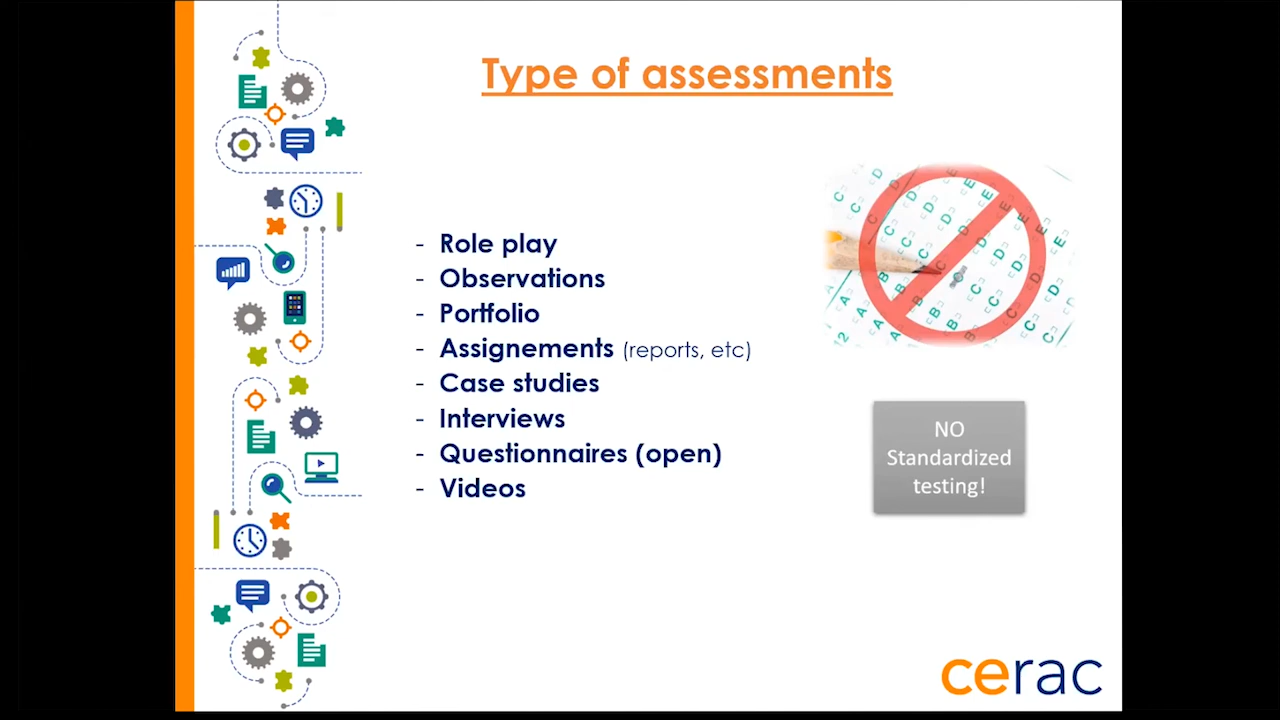 Type of assessments
- Role play
- Observations
- Portfolio
- Assignements (reports, etc)
- Case studies
- Interviews
- Questionnaires (open)
- Videos
NO
Standardized
testing!
cerac